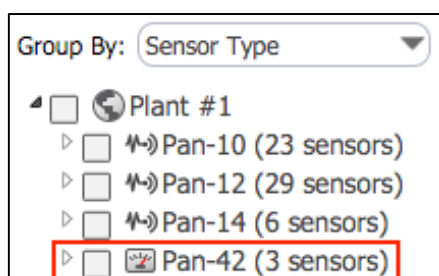 Group By: Sensor Type
Plant #1
Pan-10 (23 sensors)
Pan-12 (29 sensors)
Pan-14 (6 sensors)
Pan-42 (3 sensors)